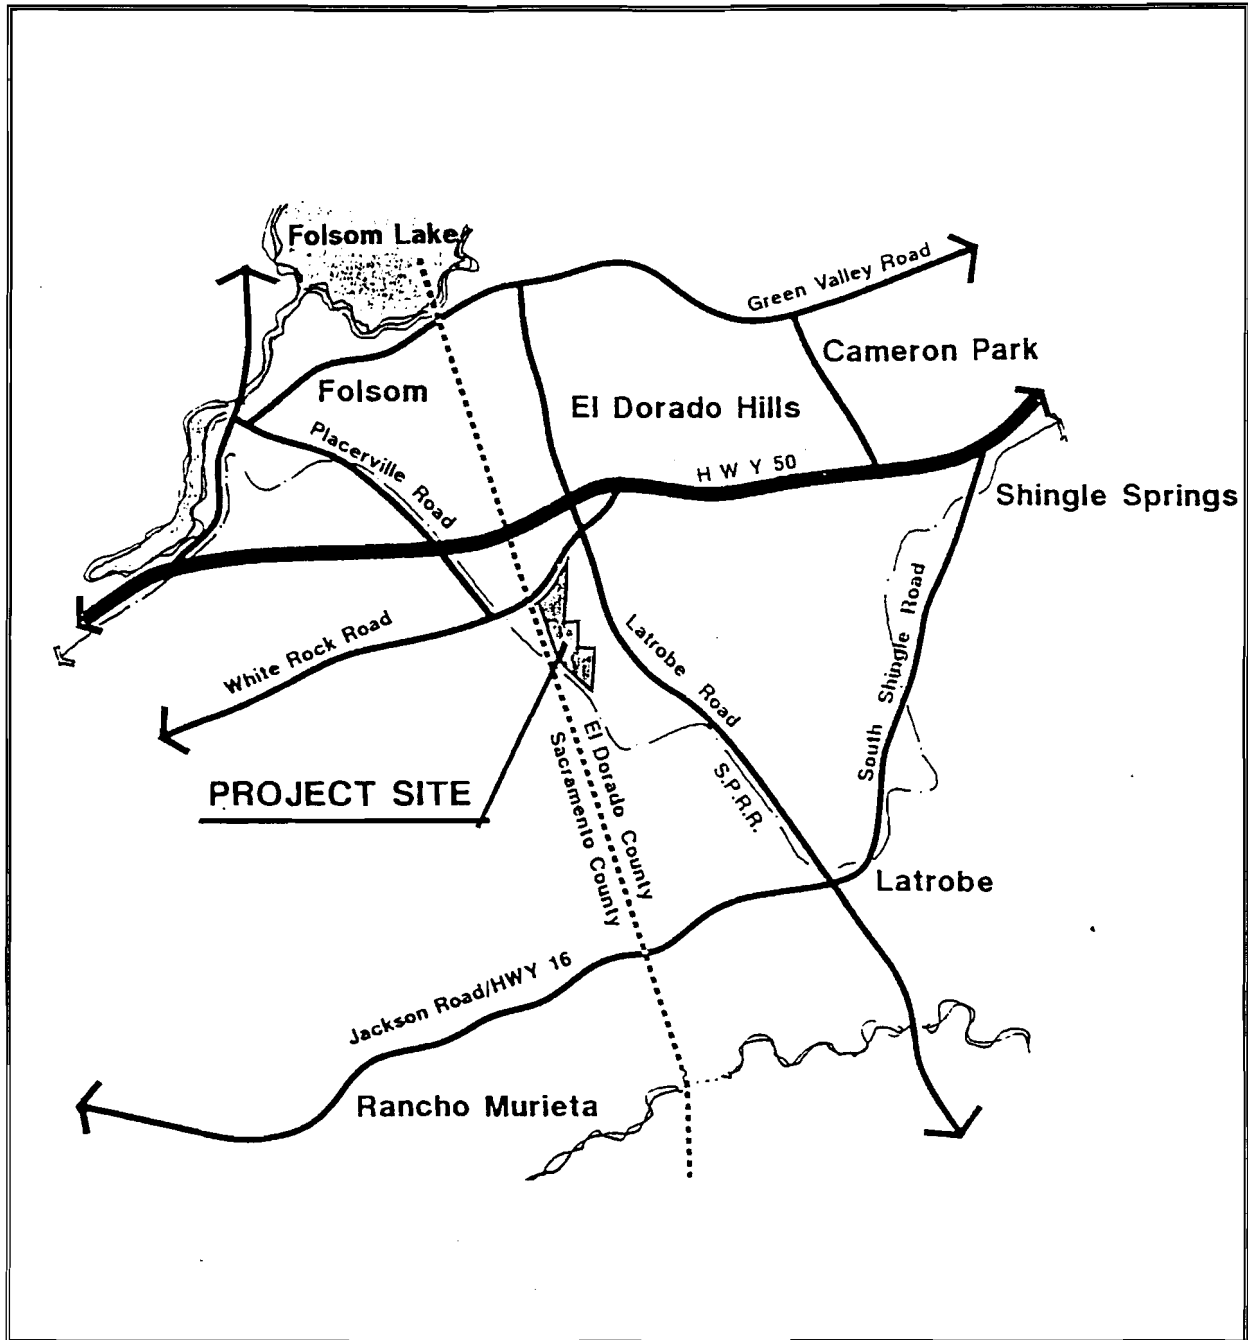 Folsom Lake
Green Valley Road
Cameron Park
Folsom
El Dorado Hills
Placerville Road
HWY 50
Shingle Springs
White Rock Road
Latrobe Road
South Shingle Road
El Dorado County
Sacramento County
PROJECT SITE
S.P.R.R.
Latrobe
Jackson Road/HWY 16
Rancho Murieta